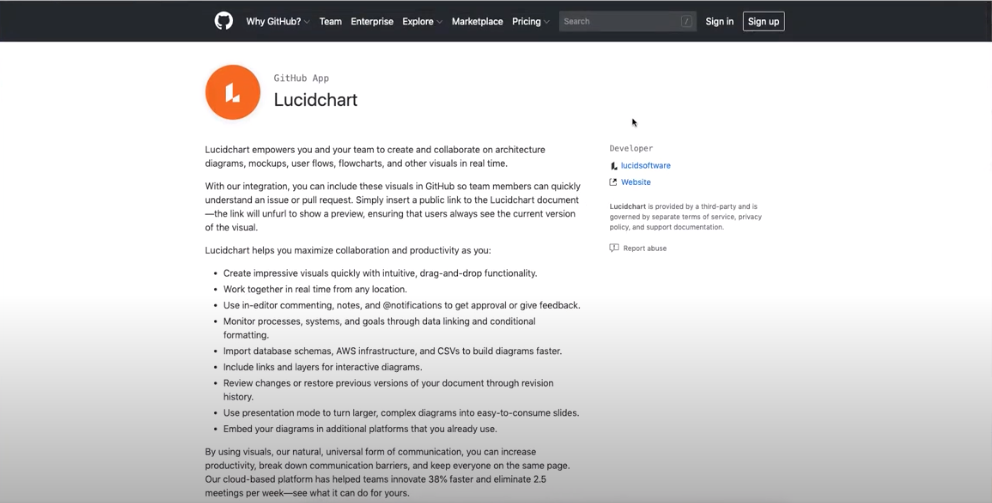 Why GitHub? Team Enterprise Explore Marketplace Pricing Search / Sign in Sign up
GitHub App
Lucidchart
Lucidchart empowers you and your team to create and collaborate on architecture
diagrams, mockups, user flows, flowcharts, and other visuals in real time.
With our integration, you can include these visuals in GitHub so team members can quickly
understand an issue or pull request. Simply insert a public link to the Lucidchart document
—the link will unfurl to show a preview, ensuring that users always see the current version
of the visual.
Lucidchart helps you maximize collaboration and productivity as you:
• Create impressive visuals quickly with intuitive, drag-and-drop functionality.
• Work together in real time from any location.
• Use in-editor commenting, notes, and @notifications to get approval or give feedback.
• Monitor processes, systems, and goals through data linking and conditional
formatting.
• Import database schemas, AWS infrastructure, and CSVs to build diagrams faster.
• Include links and layers for interactive diagrams.
• Review changes or restore previous versions of your document through revision
history.
• Use presentation mode to turn larger, complex diagrams into easy-to-consume slides.
• Embed your diagrams in additional platforms that you already use.
By using visuals, our natural, universal form of communication, you can increase
productivity, break down communication barriers, and keep everyone on the same page.
Our cloud-based platform has helped teams innovate 38% faster and eliminate 2.5
meetings per week—see what it can do for yours.
Developer
lucidsoftware
Website
Lucidchart is provided by a third-party and is
governed by separate terms of service, privacy
policy, and support documentation.
Report abuse